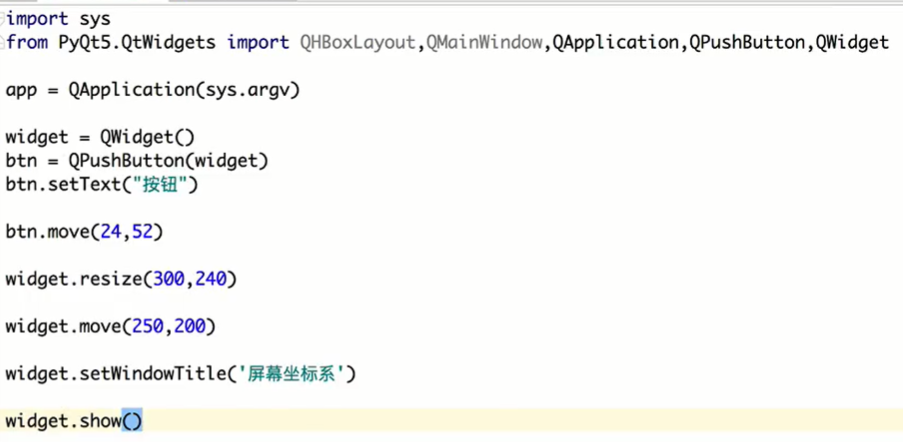 import sys
from PyQt5.QtWidgets import QHBoxLayout,QMainWindow,QApplication,QPushButton,QWidget
app = QApplication(sys.argv)
widget = QWidget()
btn = QPushButton(widget)
btn.setText("按钮")
btn.move(24,52)
widget.resize(300,240)
widget.move(250,200)
widget.setWindowTitle('屏幕坐标系')
widget.show()